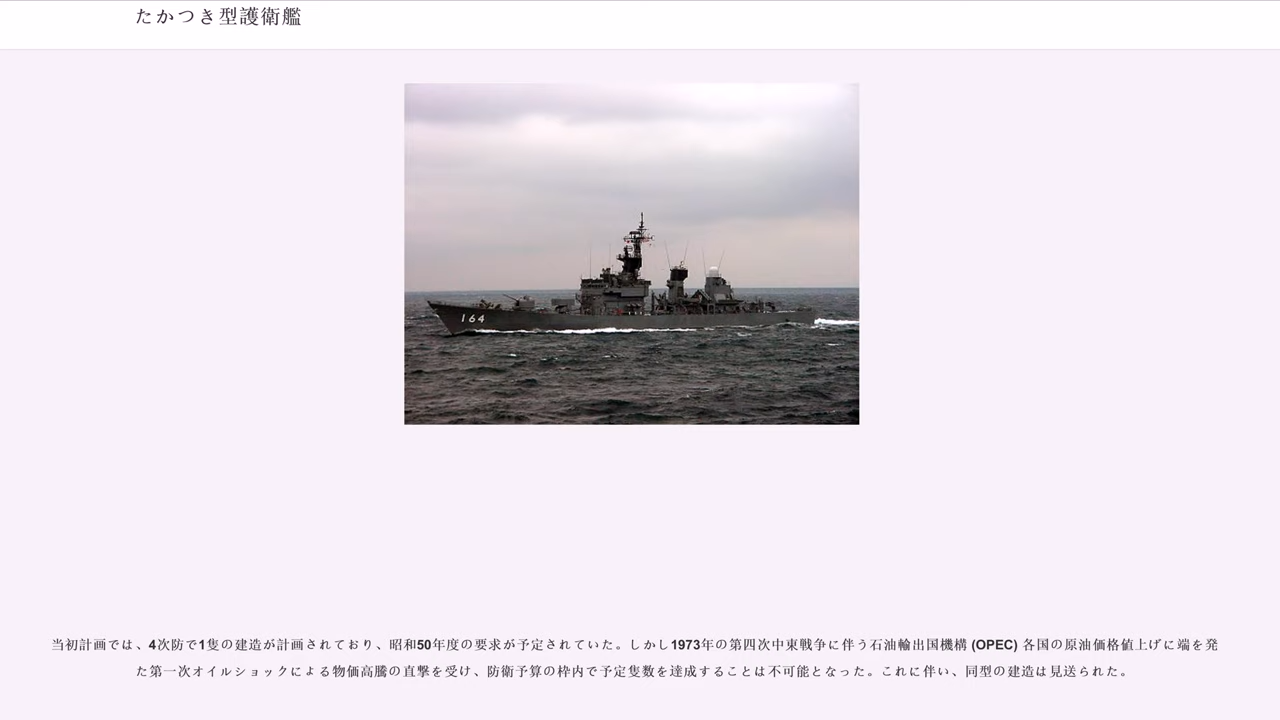 たかつき型護衛艦
164
当初計画では、4次防で1隻の建造が計画されており、昭和50年度の要求が予定されていた。しかし1973年の第四次中東戦争に伴う石油輸出国機構 (OPEC) 各国の原油価格値上げに端を発
た第一次オイルショックによる物価高騰の直撃を受け、防衛予算の枠内で予定隻数を達成することは不可能となった。これに伴い、同型の建造は見送られた。